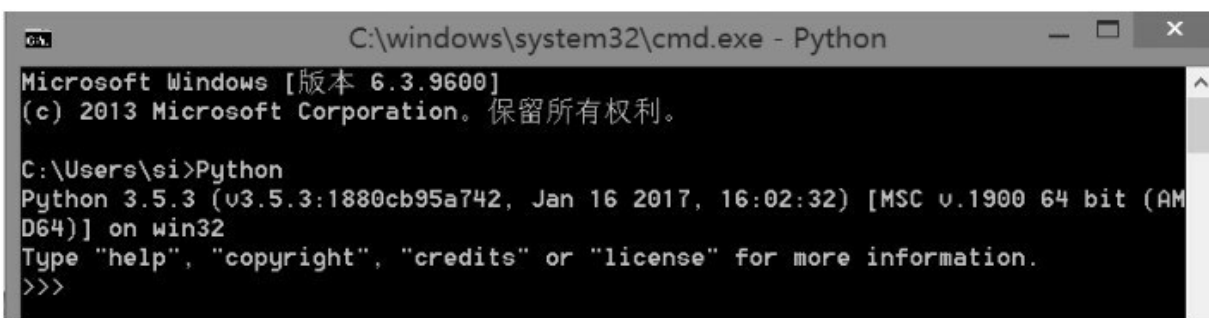 C:\windows\system32\cmd.exe - Python
Microsoft Windows [版本 6.3.9600]
(c) 2013 Microsoft Corporation。保留所有权利。
C:\Users\si>Python
Python 3.5.3 (v3.5.3:1880cb95a742, Jan 16 2017, 16:02:32) [MSC v.1900 64 bit (AM
D64)] on win32
Type "help", "copyright", "credits" or "license" for more information.
>>>